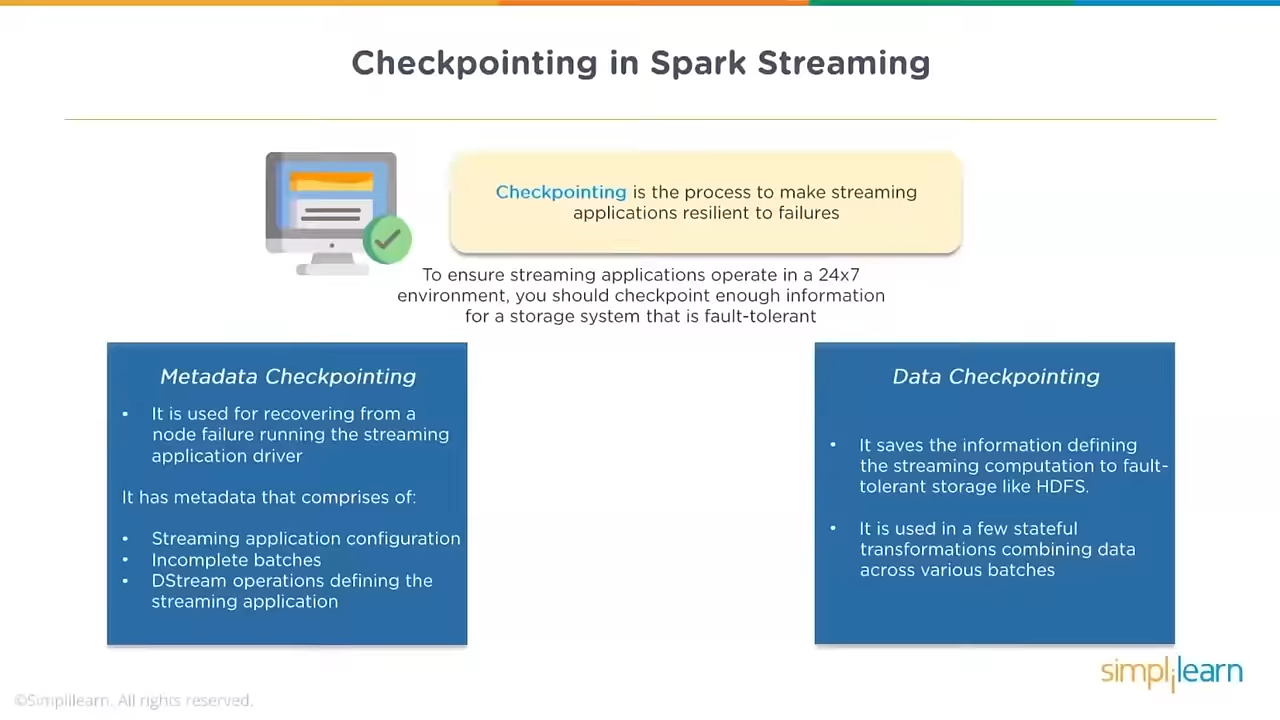 Checkpointing in Spark Streaming
Checkpointing is the process to make streaming
applications resilient to failures
To ensure streaming applications operate in a 24x7
environment, you should checkpoint enough information
for a storage system that is fault-tolerant
Metadata Checkpointing
• It is used for recovering from a
node failure running the streaming
application driver
It has metadata that comprises of:
• Streaming application configuration
• Incomplete batches
• DStream operations defining the
streaming application
Data Checkpointing
• It saves the information defining
the streaming computation to fault-
tolerant storage like HDFS.
• It is used in a few stateful
transformations combining data
across various batches
simplilearn
©Simplilearn. All rights reserved.